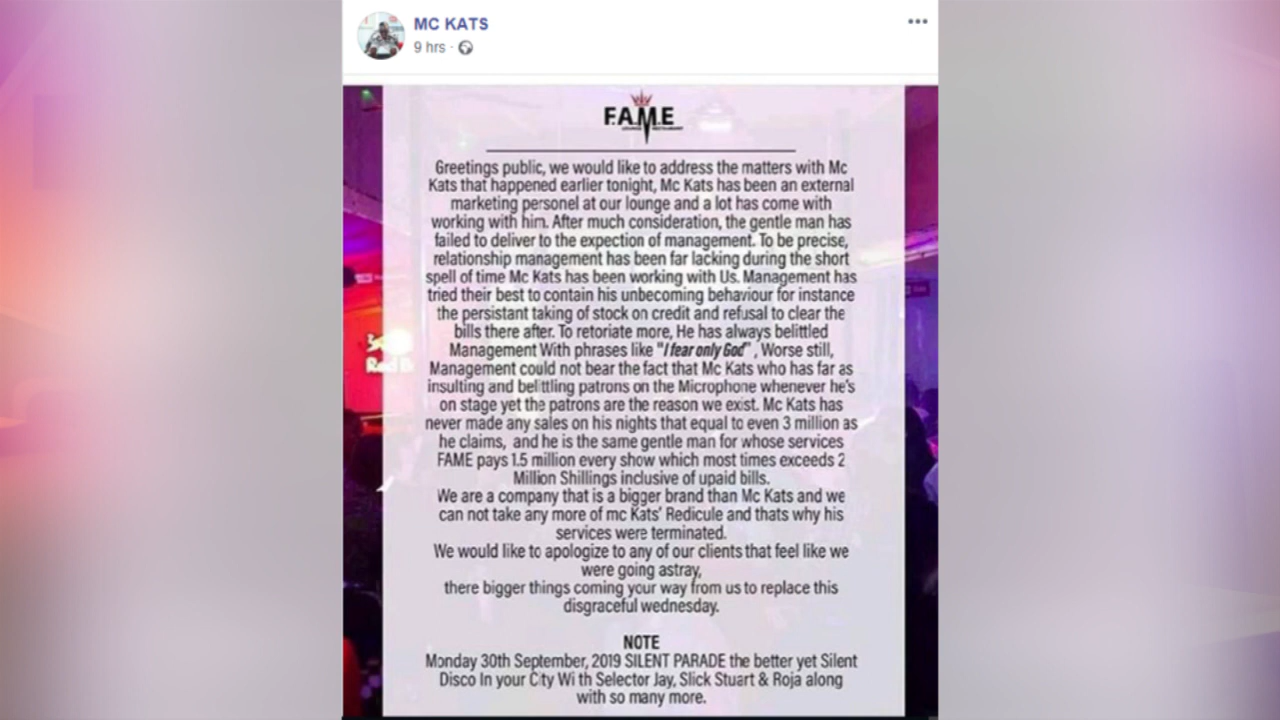 MC KATS
9 hrs ·
F.A.M.E
LOUNGE RESTAURANT
Greetings public, we would like to address the matters with Mc
Kats that happened earlier tonight, Mc Kats has been an external
marketing personel at our lounge and a lot has come with
working with him. After much consideration, the gentle man has
failed to deliver to the expection of management. To be precise,
relationship management has been far lacking during the short
spell of time Mc Kats has been working with Us. Management has
tried their best to contain his unbecoming behaviour for instance
the persistant taking of stock on credit and refusal to clear the
bills there after. To retoriate more, He has always belittled
Management With phrases like "I fear only God" , Worse still,
Management could not bear the fact that Mc Kats who has far as
insulting and belittling patrons on the Microphone whenever he's
on stage yet the patrons are the reason we exist. Mc Kats has
never made any sales on his nights that equal to even 3 million as
he claims, and he is the same gentle man for whose services
FAME pays 1.5 million every show which most times exceeds 2
Million Shillings inclusive of upaid bills.
We are a company that is a bigger brand than Mc Kats and we
can not take any more of mc Kats' Redicule and thats why his
services were terminated.
We would like to apologize to any of our clients that feel like we
were going astray,
there bigger things coming your way from us to replace this
disgraceful wednesday.
NOTE
Monday 30th September, 2019 SILENT PARADE the better yet Silent
Disco In your City Wi th Selector Jay, Slick Stuart & Roja along
with so many more.